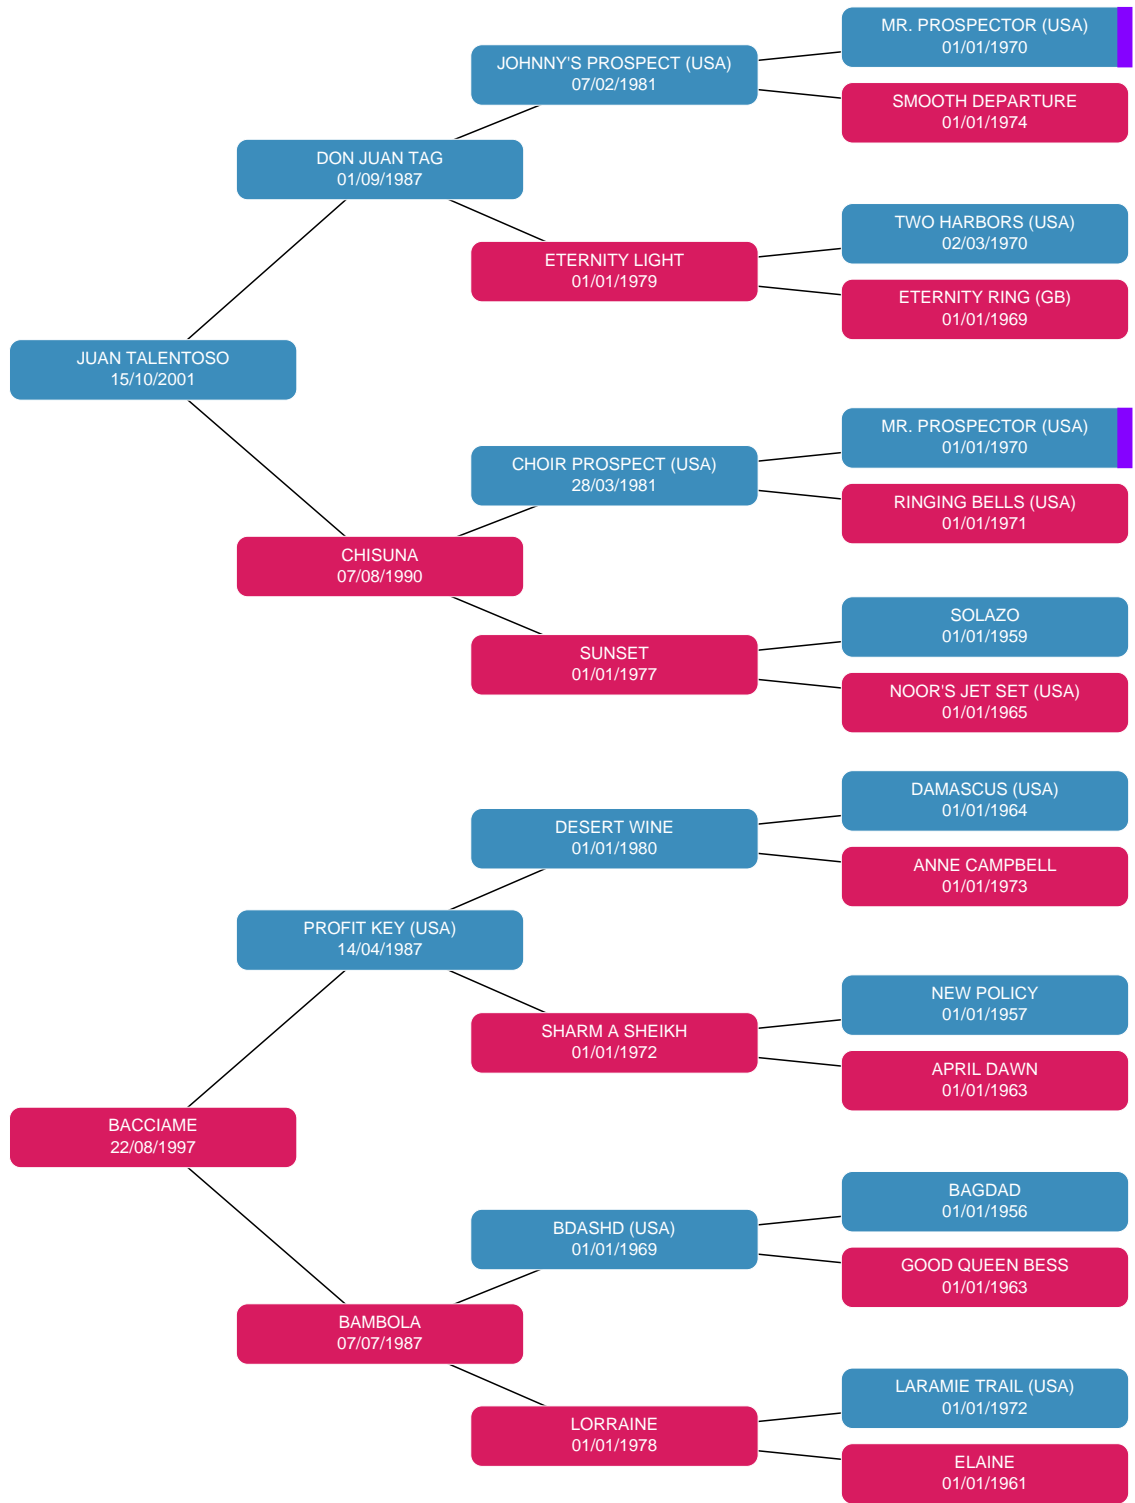 MR. PROSPECTOR (USA)
01/01/1970
JOHNNY'S PROSPECT (USA)
07/02/1981
SMOOTH DEPARTURE
01/01/1974
DON JUAN TAG
01/09/1987
TWO HARBORS (USA)
02/03/1970
ETERNITY LIGHT
01/01/1979
ETERNITY RING (GB)
01/01/1969
JUAN TALENTOSO
15/10/2001
MR. PROSPECTOR (USA)
01/01/1970
CHOIR PROSPECT (USA)
28/03/1981
RINGING BELLS (USA)
01/01/1971
CHISUNA
07/08/1990
SOLAZO
01/01/1959
SUNSET
01/01/1977
NOOR'S JET SET (USA)
01/01/1965
DAMASCUS (USA)
01/01/1964
DESERT WINE
01/01/1980
ANNE CAMPBELL
01/01/1973
PROFIT KEY (USA)
14/04/1987
NEW POLICY
01/01/1957
SHARM A SHEIKH
01/01/1972
APRIL DAWN
01/01/1963
BACCIAME
22/08/1997
BAGDAD
01/01/1956
BDASHD (USA)
01/01/1969
GOOD QUEEN BESS
01/01/1963
BAMBOLA
07/07/1987
LARAMIE TRAIL (USA)
01/01/1972
LORRAINE
01/01/1978
ELAINE
01/01/1961